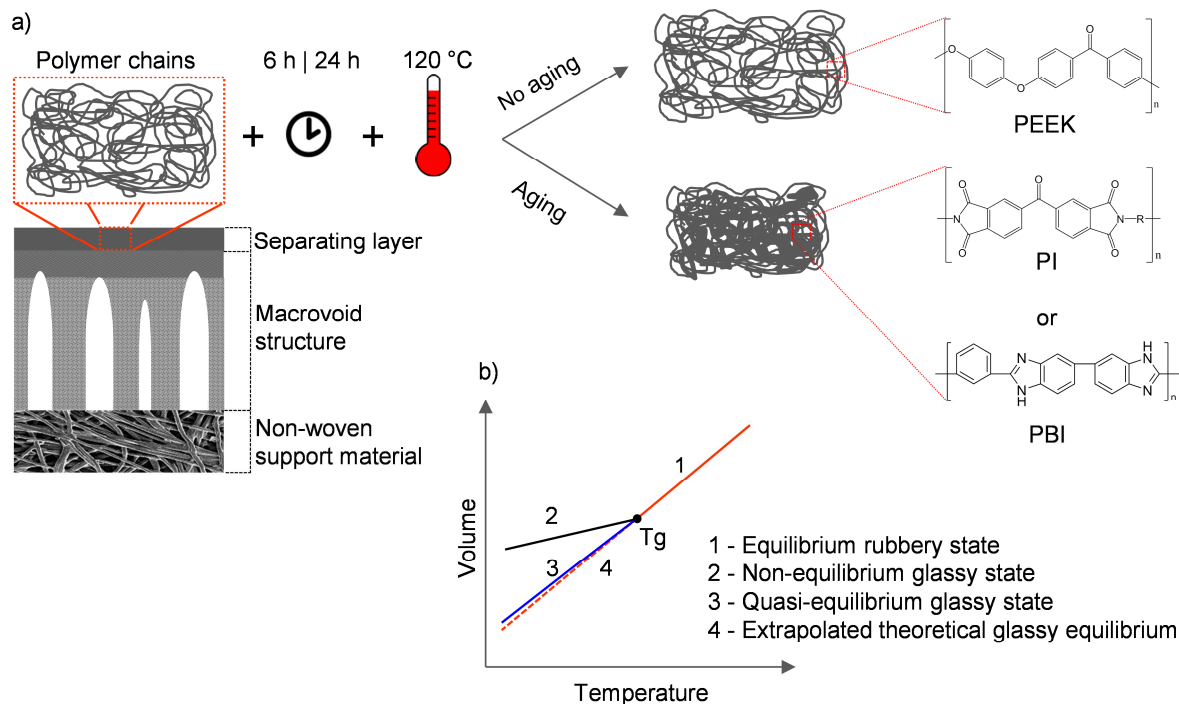 a)
Polymer chains
6 h | 24 h
120 °C
+
+
No aging
Aging
O
O
O
n
PEEK
O
O
O
N
N
R
O
O
n
PI
or
N
H
N
N
H
N
n
PBI
Separating layer
Macrovoid
structure
Non-woven
support material
b)
Volume
1
2
Tg
3
4
Temperature
1 - Equilibrium rubbery state
2 - Non-equilibrium glassy state
3 - Quasi-equilibrium glassy state
4 - Extrapolated theoretical glassy equilibrium